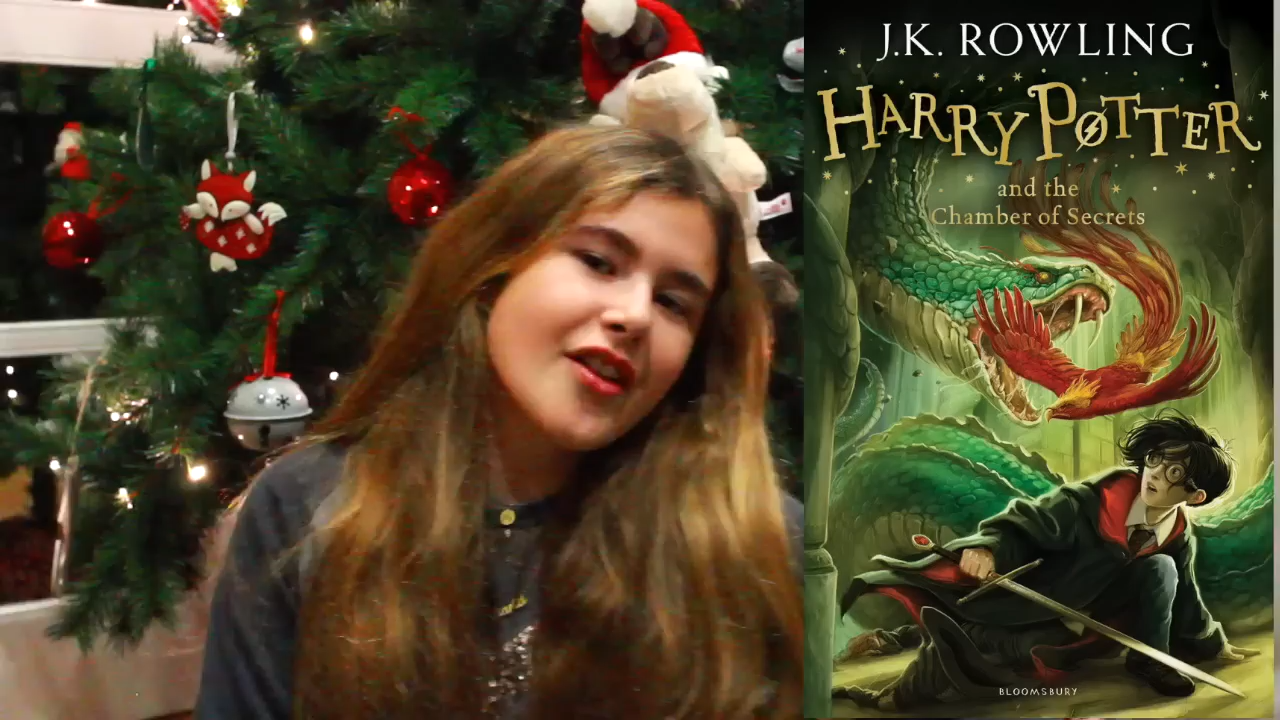 J.K. ROWLING
HARRY POTTER
and the
Chamber of Secrets
BLOOMSBURY